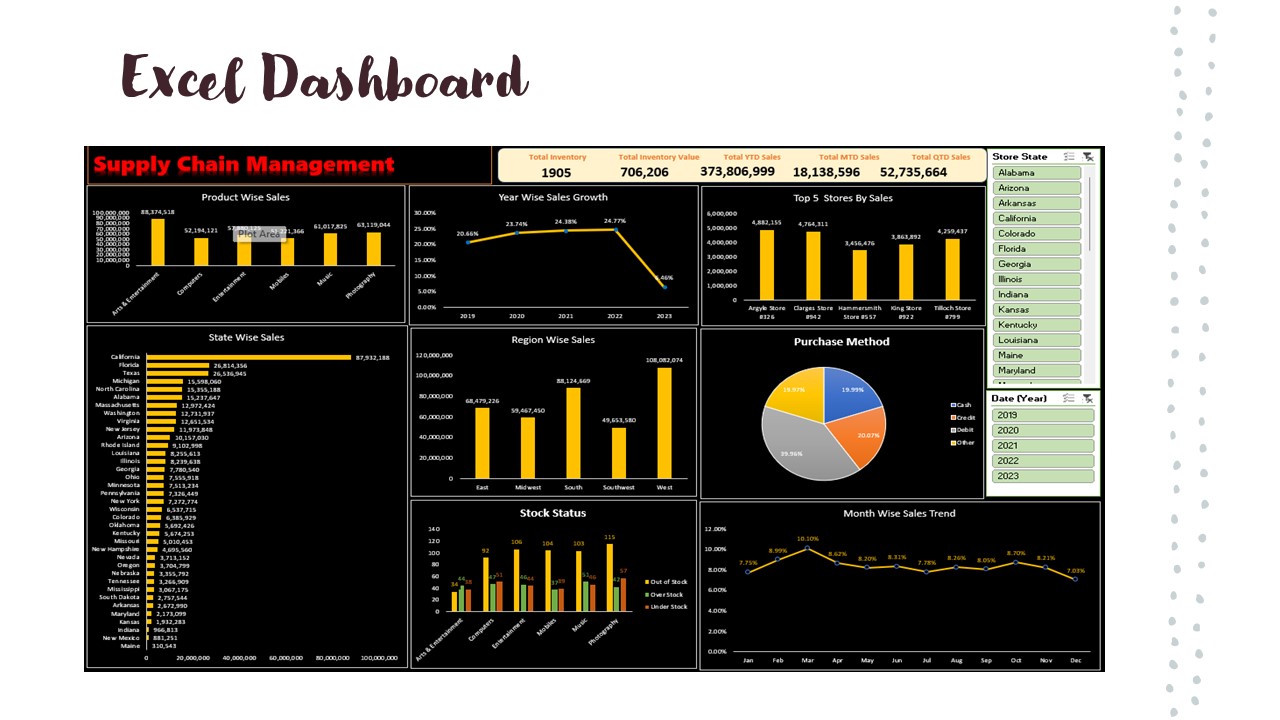 Excel Dashboard
Supply Chain Management
Total Inventory
1905
Total Inventory Value
706,206
Total YTD Sales
373,806,999
Total MTD Sales
18,138,596
Total QTD Sales
52,735,664
Product Wise Sales
100,000,000
90,000,000
80,000,000
70,000,000
60,000,000
50,000,000
40,000,000
30,000,000
20,000,000
10,000,000
0
88,374,518
52,194,121
61,017,825
63,119,044
Plot Area
Arts & Entertainment
Computers
Entertainment
Mobiles
Music
Photography
Year Wise Sales Growth
30.00%
25.00%
20.00%
15.00%
10.00%
5.00%
0.00%
20.66%
23.74%
24.38%
24.77%
2019
2020
2021
2022
2023
Top 5 Stores By Sales
6,000,000
5,000,000
4,000,000
3,000,000
2,000,000
1,000,000
0
4,882,155
4,764,311
3,456,476
3,863,892
4,259,437
Argyle Store #326
Clarges Store #942
Hammersmith Store #557
King Store #922
Tilloch Store #799
Store State
Alabama
Arizona
Arkansas
California
Colorado
Florida
Georgia
Illinois
Indiana
Kansas
Kentucky
Louisiana
Maine
Maryland
Date (Year)
2019
2020
2021
2022
2023
State Wise Sales
California 87,932,188
Florida 26,814,356
Texas 26,536,945
Michigan 15,598,060
North Carolina 15,355,188
Alabama 15,237,647
Massachusetts 12,972,424
Washington 12,731,937
Virginia 12,651,534
New Jersey 11,973,848
Arizona 10,157,030
Rhode Island 9,102,998
Louisiana 8,255,613
Illinois 8,239,638
Georgia 7,780,540
Ohio 7,555,918
Minnesota 7,513,234
Pennsylvania 7,326,449
New York 7,272,774
Wisconsin 6,537,715
Colorado 6,385,929
Oklahoma 5,692,426
Kentucky 5,674,253
Missouri 5,010,453
New Hampshire 4,695,560
Nevada 3,713,152
Oregon 3,704,799
Nebraska 3,355,792
Tennessee 3,266,909
Mississippi 3,067,175
South Dakota 2,757,544
Arkansas 2,672,990
Maryland 2,173,099
Kansas 1,932,283
Indiana 966,813
New Mexico 881,251
Maine 310,543
0
20,000,000
40,000,000
60,000,000
80,000,000
100,000,000
Region Wise Sales
120,000,000
100,000,000
80,000,000
60,000,000
40,000,000
20,000,000
0
68,479,226
59,467,450
88,124,669
49,653,580
108,082,074
East
Midwest
South
Southwest
West
Purchase Method
19.99%
20.07%
39.96%
Cash
Credit
Debit
Other
Stock Status
140
120
100
80
60
40
20
0
34
44
38
92
47
51
106
46
44
104
37
39
103
51
46
115
57
Arts & Entertainment
Computers
Entertainment
Mobiles
Music
Photography
Out of Stock
Over Stock
Under Stock
Month Wise Sales Trend
12.00%
10.00%
8.00%
6.00%
4.00%
2.00%
0.00%
7.75%
8.99%
10.10%
8.62%
8.20%
8.31%
7.78%
8.26%
8.05%
8.70%
8.21%
7.03%
Jan
Feb
Mar
Apr
May
Jun
Jul
Aug
Sep
Oct
Nov
Dec